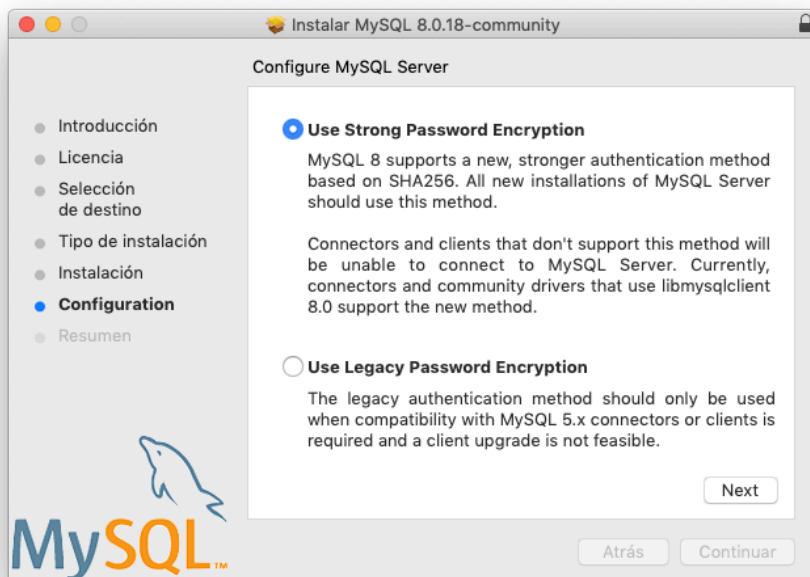 Instalar MySQL 8.0.18-community
Configure MySQL Server
Introducción
Licencia
Selección
de destino
Tipo de instalación
Instalación
Configuration
Resumen
Use Strong Password Encryption
MySQL 8 supports a new, stronger authentication method
based on SHA256. All new installations of MySQL Server
should use this method.
Connectors and clients that don't support this method will
be unable to connect to MySQL Server. Currently,
connectors and community drivers that use libmysqlclient
8.0 support the new method.
Use Legacy Password Encryption
The legacy authentication method should only be used
when compatibility with MySQL 5.x connectors or clients is
required and a client upgrade is not feasible.
Next
MySQL™
Atrás
Continuar